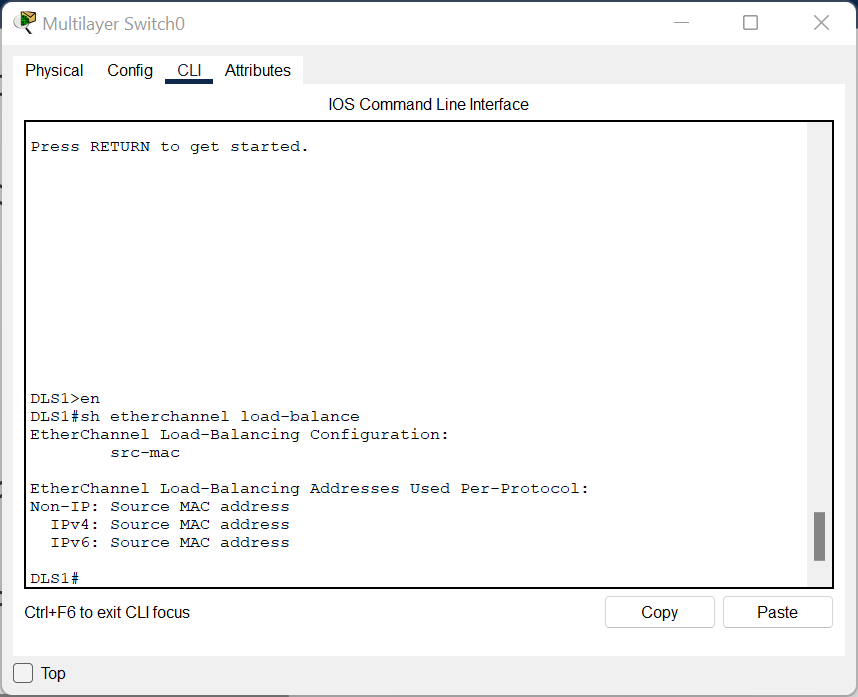 Multilayer Switch0
Physical Config CLI Attributes
IOS Command Line Interface
Press RETURN to get started.
DLS1>en
DLS1#sh etherchannel load-balance
EtherChannel Load-Balancing Configuration:
src-mac
EtherChannel Load-Balancing Addresses Used Per-Protocol:
Non-IP: Source MAC address
IPv4: Source MAC address
IPv6: Source MAC address
DLS1#
Ctrl+F6 to exit CLI focus
Copy Paste
Top